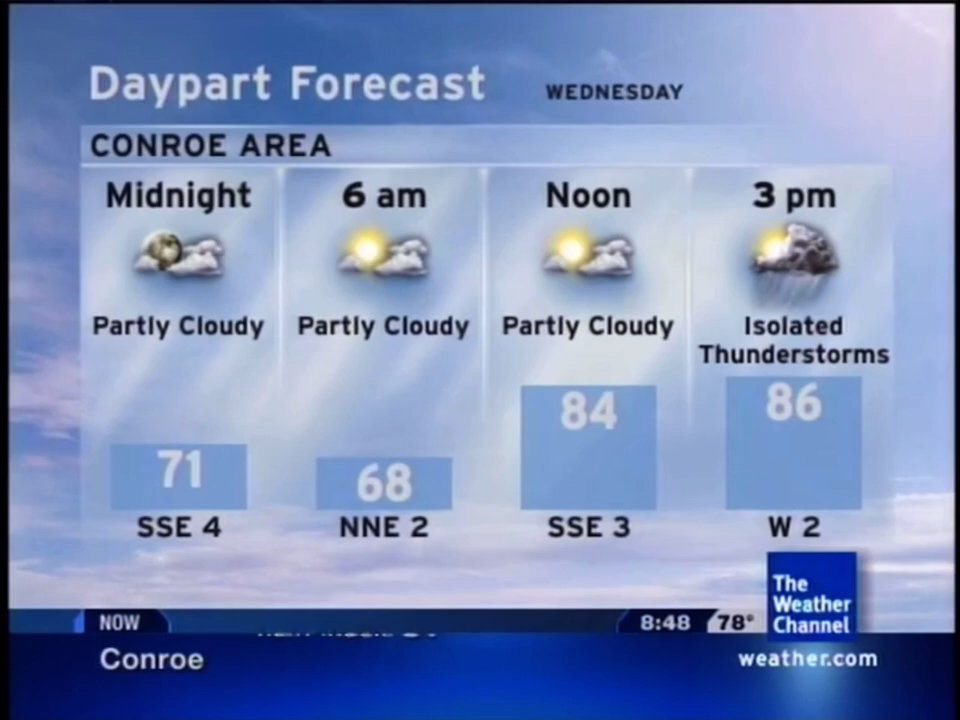 Daypart Forecast WEDNESDAY
CONROE AREA
Midnight 6 am Noon 3 pm
Partly Cloudy Partly Cloudy Partly Cloudy Isolated
Thunderstorms
71 68 84 86
SSE 4 NNE 2 SSE 3 W 2
The
Weather
Channel
NOW 8:48 78°
Conroe weather.com